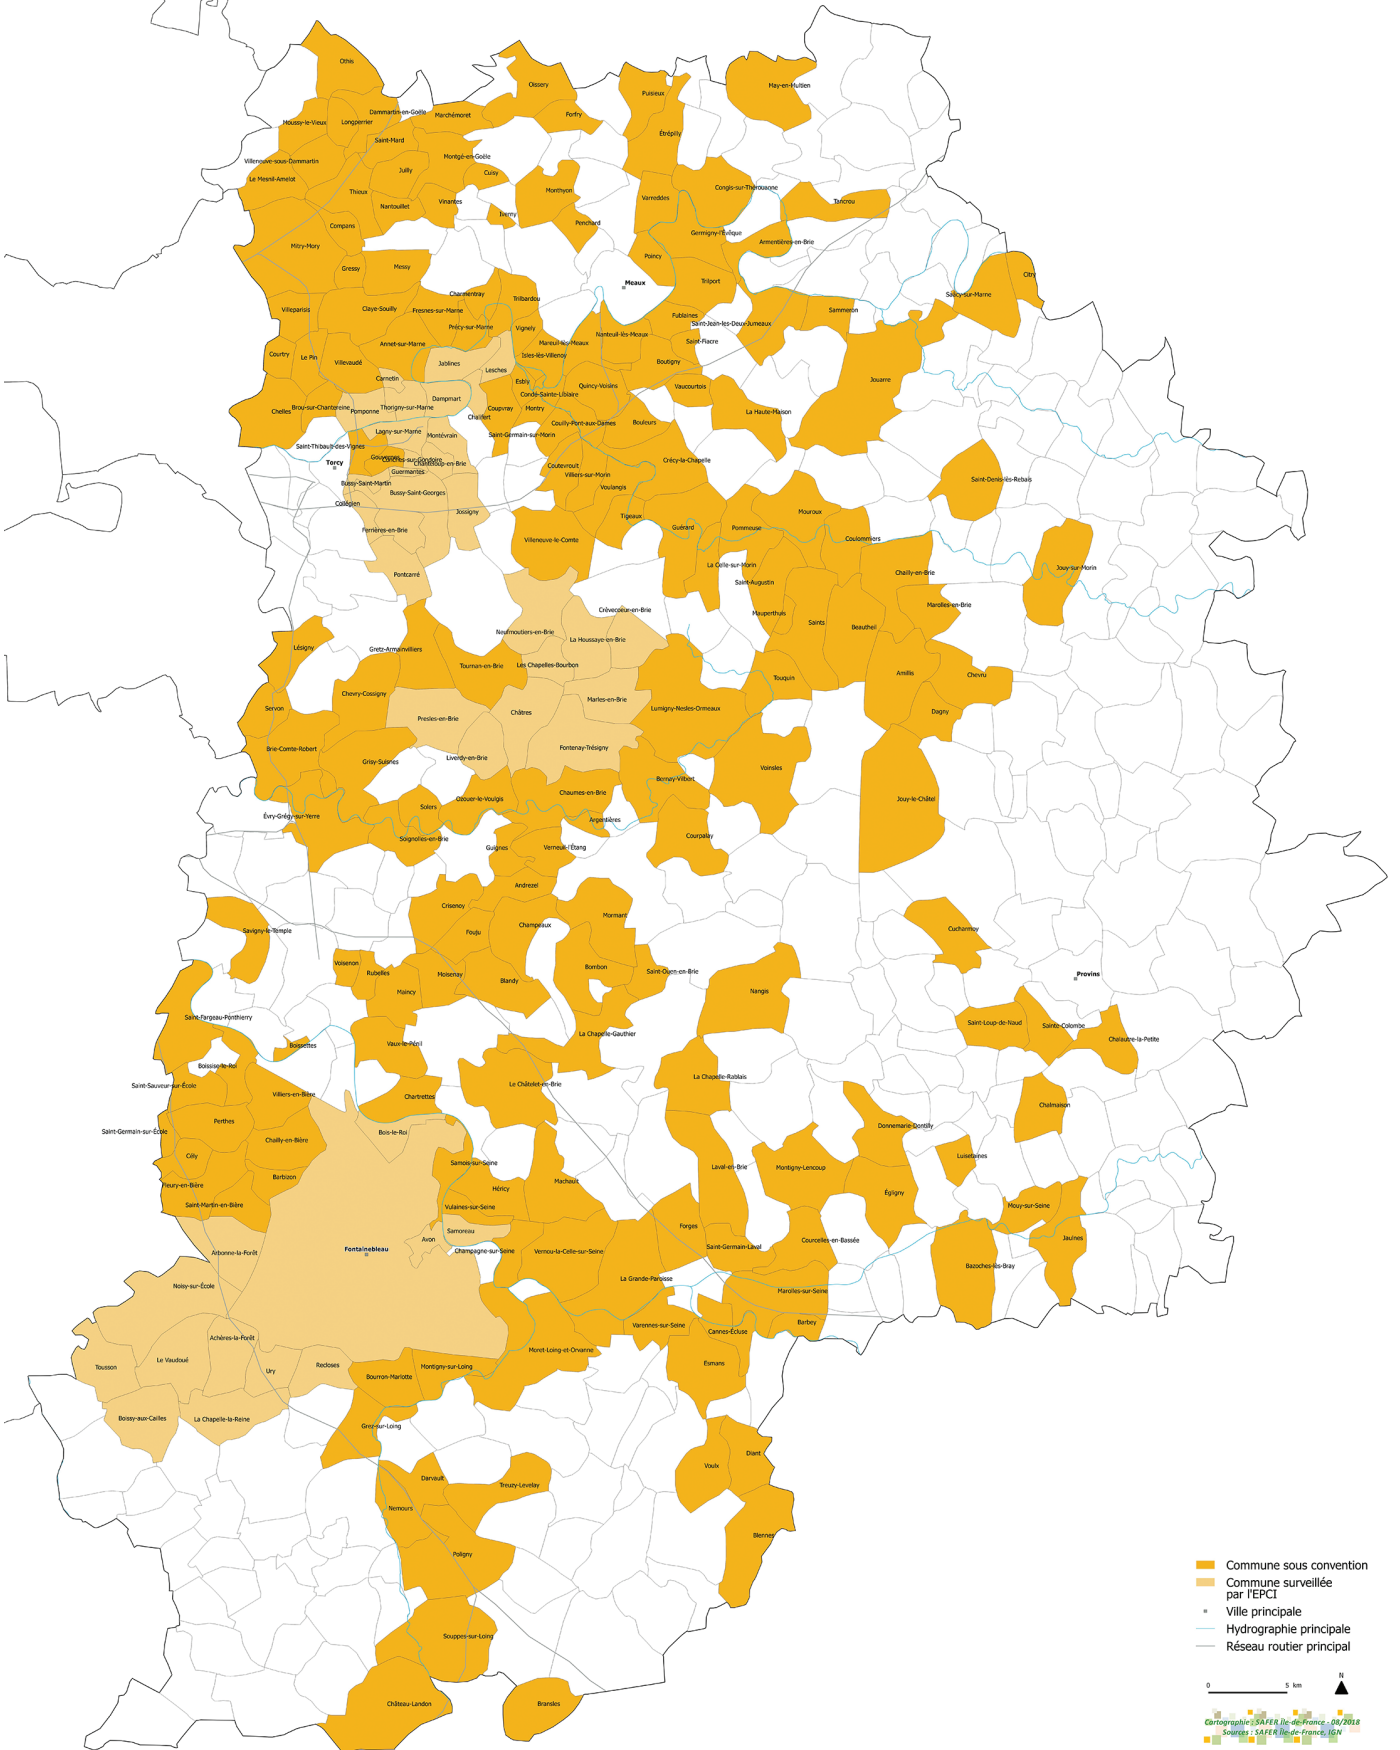 Othis
Oissery
May-en-Multien
Puisieux
Dammartin-en-Goële
Marchémoret
Forfry
Moussy-le-Vieux
Longperrier
Étrépilly
Saint-Mard
Montgé-en-Goële
Villeneuve-sous-Dammartin
Juilly
Cuisy
Le Mesnil-Amelot
Thieux
Monthyon
Congis-sur-Thérouanne
Nantouillet
Vinantes
Varreddes
Tancrou
Iverny
Penchard
Compans
Germigny-l'Évêque
Mitry-Mory
Armentières-en-Brie
Poincy
Gressy
Messy
Citry
Trilport
Meaux
Charmentray
Trilbardou
Saâcy-sur-Marne
Villeparisis
Claye-Souilly
Fresnes-sur-Marne
Sammeron
Fublaines
Saint-Jean-les-Deux-Jumeaux
Précy-sur-Marne
Vignely
Nanteuil-lès-Meaux
Annet-sur-Marne
Mareuil-lès-Meaux
Saint-Fiacre
Courtry
Le Pin
Isles-lès-Villenoy
Villevaudé
Jablines
Boutigny
Lesches
Carnetin
Esbly
Quincy-Voisins
Vaucourtois
Jouarre
Condé-Sainte-Libiaire
Dampmart
Chelles
Brou-sur-Chantereine
Pomponne
Thorigny-sur-Marne
Coupvray
Montry
La Haute-Maison
Chalifert
Couilly-Pont-aux-Dames
Bouleurs
Lagny-sur-Marne
Montévrain
Saint-Germain-sur-Morin
Saint-Thibault-des-Vignes
Gouvernes
Conches-sur-Gondoire
Chanteloup-en-Brie
Torcy
Coutevroult
Crécy-la-Chapelle
Guermantes
Villiers-sur-Morin
Bussy-Saint-Martin
Voulangis
Saint-Denis-lès-Rebais
Bussy-Saint-Georges
Collégien
Jossigny
Tigeaux
Mouroux
Ferrières-en-Brie
Guérard
Pommeuse
Villeneuve-le-Comte
Coulommiers
La Celle-sur-Morin
Jouy-sur-Morin
Pontcarré
Chailly-en-Brie
Saint-Augustin
Crèvecoeur-en-Brie
Marolles-en-Brie
Mauperthuis
Saints
Beautheil
Neufmoutiers-en-Brie
La Houssaye-en-Brie
Lésigny
Gretz-Armainvilliers
Tournan-en-Brie
Les Chapelles-Bourbon
Amillis
Chevru
Touquin
Chevry-Cossigny
Marles-en-Brie
Servon
Lumigny-Nesles-Ormeaux
Châtres
Dagny
Presles-en-Brie
Brie-Comte-Robert
Fontenay-Trésigny
Liverdy-en-Brie
Grisy-Suisnes
Voinsles
Bernay-Vilbert
Chaumes-en-Brie
Ozouer-le-Voulgis
Jouy-le-Châtel
Solers
Évry-Grégy-sur-Yerre
Argentières
Courpalay
Soignolles-en-Brie
Guignes
Verneuil-l'Étang
Andrezel
Crisenoy
Mormant
Champeaux
Savigny-le-Temple
Fouju
Cucharmoy
Voisenon
Rubelles
Moisenay
Bombon
Saint-Ouen-en-Brie
Provins
Blandy
Maincy
Nangis
Saint-Fargeau-Ponthierry
Saint-Loup-de-Naud
Sainte-Colombe
La Chapelle-Gauthier
Chalautre-la-Petite
Boissettes
Vaux-le-Pénil
Boissise-le-Roi
La Chapelle-Rablais
Saint-Sauveur-sur-École
Le Châtelet-en-Brie
Villiers-en-Bière
Chartrettes
Chalmaison
Perthes
Donnemarie-Dontilly
Saint-Germain-sur-École
Bois-le-Roi
Chailly-en-Bière
Cély
Luisetaines
Samois-sur-Seine
Laval-en-Brie
Montigny-Lencoup
Barbizon
Machault
Fleury-en-Bière
Héricy
Égligny
Saint-Martin-en-Bière
Vulaines-sur-Seine
Mouy-sur-Seine
Forges
Samoreau
Avon
Courcelles-en-Bassée
Jaulnes
Fontainebleau
Saint-Germain-Laval
Arbonne-la-Forêt
Champagne-sur-Seine
Vernou-la-Celle-sur-Seine
Bazoches-lès-Bray
La Grande-Paroisse
Noisy-sur-École
Marolles-sur-Seine
Varennes-sur-Seine
Barbey
Cannes-Écluse
Achères-la-Forêt
Moret-Loing-et-Orvanne
Le Vaudoué
Tousson
Recloses
Montigny-sur-Loing
Esmans
Ury
Bourron-Marlotte
Boissy-aux-Cailles
La Chapelle-la-Reine
Grez-sur-Loing
Diant
Voulx
Darvault
Treuzy-Levelay
Nemours
Blennes
Poligny
Souppes-sur-Loing
Château-Landon
Bransles
Commune sous convention
Commune surveillée
par l'EPCI
Ville principale
Hydrographie principale
Réseau routier principal
0 5 km
N
Cartographie : SAFER Île-de-France - 08/2018
Sources : SAFER Île-de-France, IGN